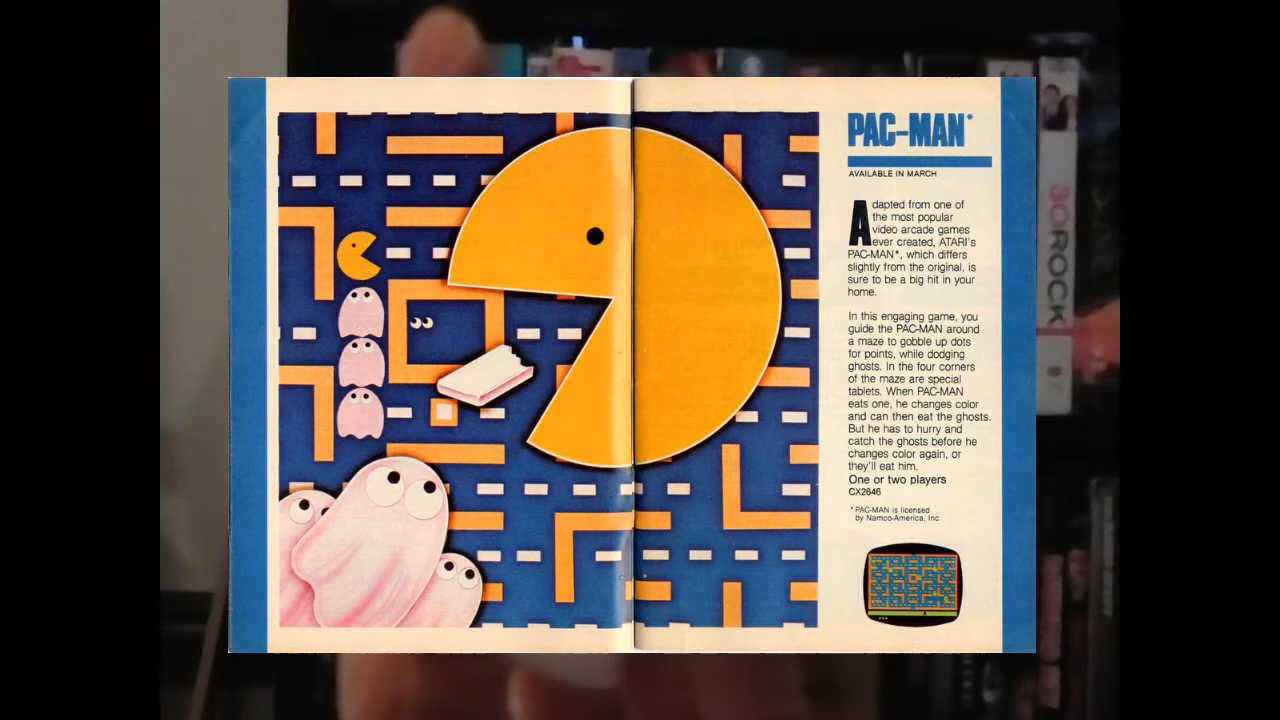 PAC-MAN*
AVAILABLE IN MARCH
Adapted from one of
the most popular
video arcade games
ever created, ATARI's
PAC-MAN*, which differs
slightly from the original, is
sure to be a big hit in your
home.
In this engaging game, you
guide the PAC-MAN around
a maze to gobble up dots
for points, while dodging
ghosts. In the four corners
of the maze are special
tablets. When PAC-MAN
eats one, he changes color
and can then eat the ghosts.
But he has to hurry and
catch the ghosts before he
changes color again, or
they'll eat him.
One or two players
CX2646
* PAC-MAN is licensed
by Namco-America, Inc.
30ROCK